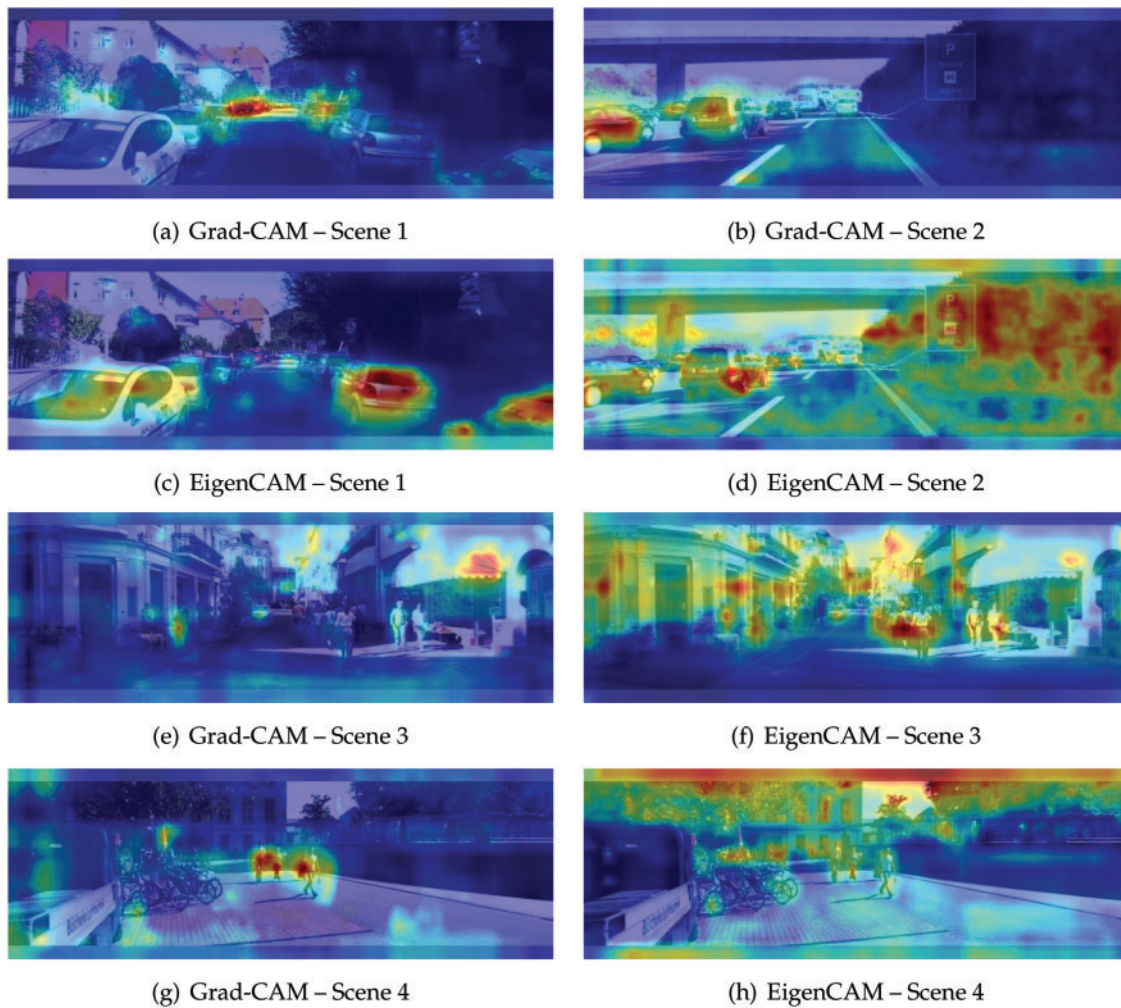 (a) Grad-CAM – Scene 1
P
(b) Grad-CAM – Scene 2
(c) EigenCAM – Scene 1
P
(d) EigenCAM – Scene 2
(e) Grad-CAM – Scene 3
(f) EigenCAM – Scene 3
(g) Grad-CAM – Scene 4
(h) EigenCAM – Scene 4